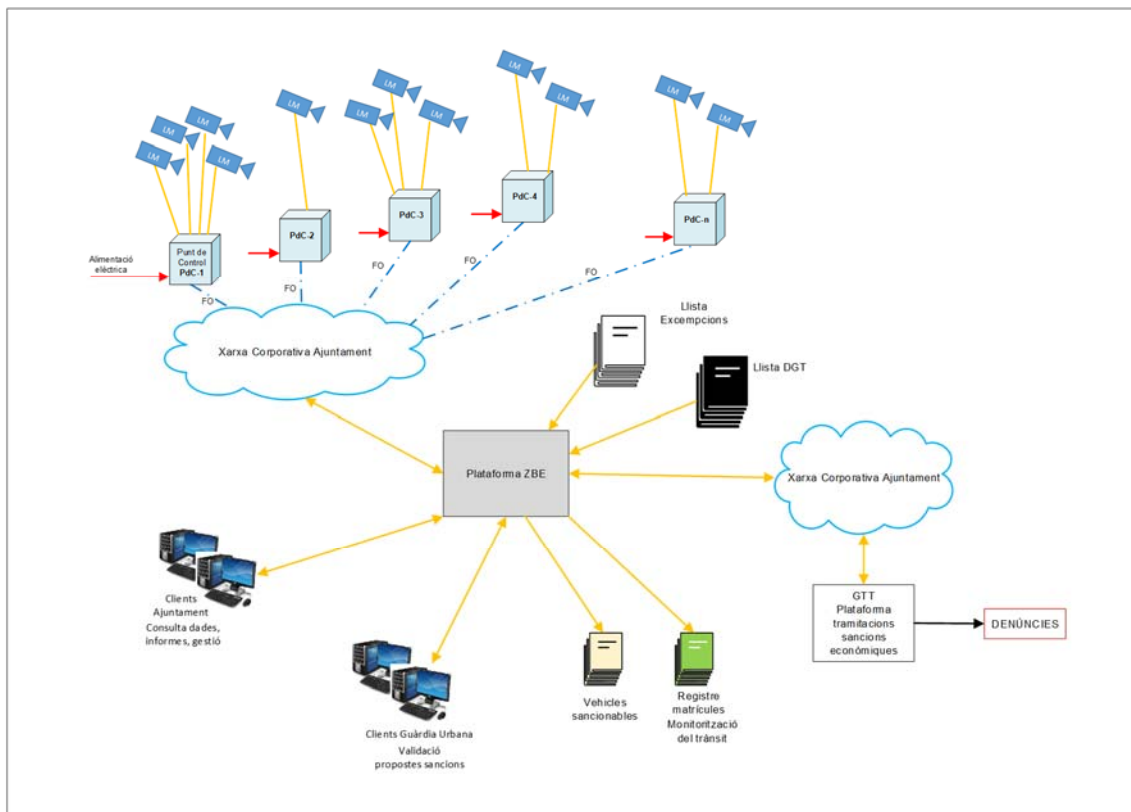 LM
LM
LM
LM
LM
LM
LM
LM
LM
LM
LM
LM
LM
Punt de
Control
PdC-1
PdC-2
PdC-3
PdC-4
PdC-n
Alimentació
elèctrica
FO
FO
FO
FO
FO
Xarxa Corporativa Ajuntament
Llista
Excempcions
Llista DGT
Plataforma ZBE
Xarxa Corporativa Ajuntament
Clients
Ajuntament
Consulta dades,
informes, gestió
Clients Guàrdia Urbana
Validació
propostes sancions
Vehicles
sancionables
Registre
matrícules
Monitorització
del trànsit
GTT
Plataforma
tramitacions
sancions
econòmiques
DENÚNCIES